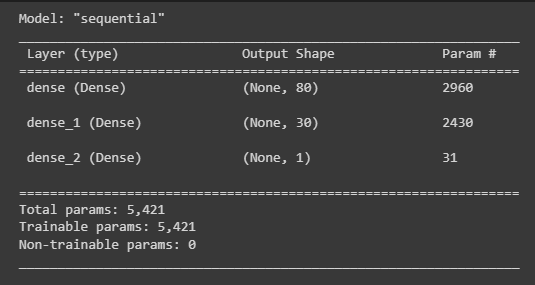 Model: "sequential"
Layer (type) Output Shape Param #
dense (Dense) (None, 80) 2960
dense_1 (Dense) (None, 30) 2430
dense_2 (Dense) (None, 1) 31
Total params: 5,421
Trainable params: 5,421
Non-trainable params: 0